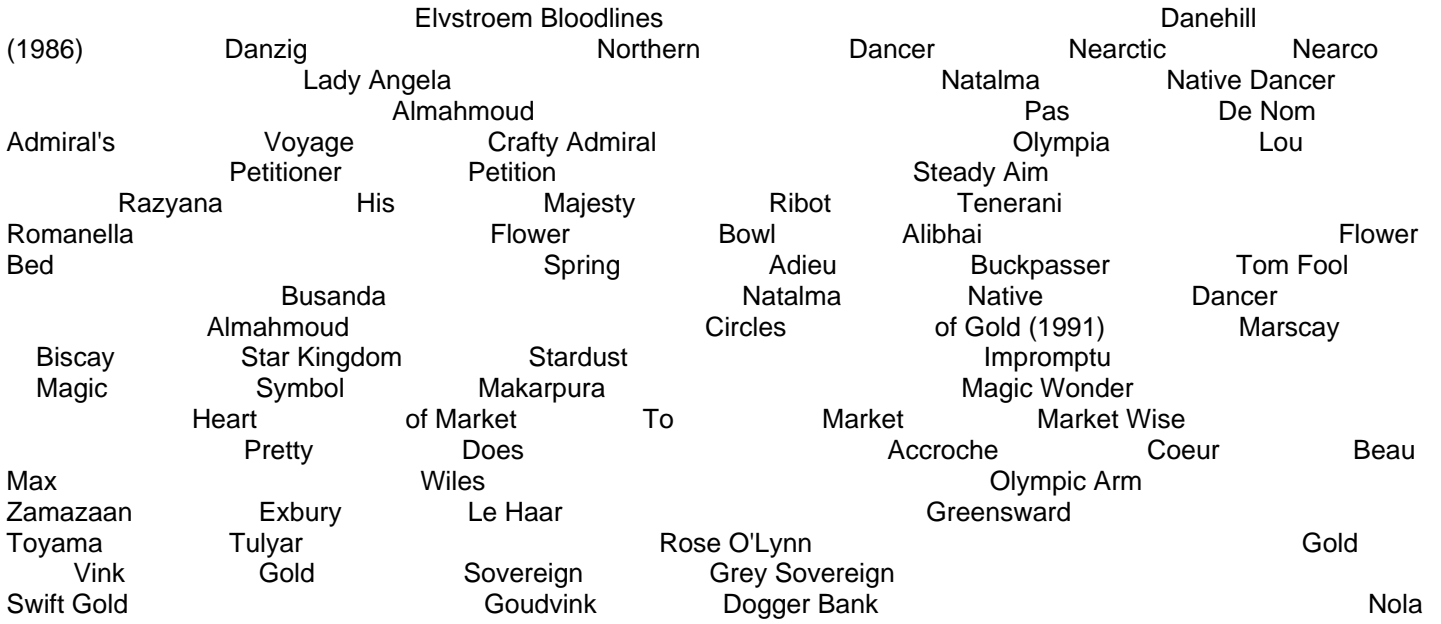 Elvstroem Bloodlines Danehill
(1986) Danzig Northern Dancer Nearctic Nearco
Lady Angela Natalma Native Dancer
Almahmoud Pas De Nom
Admiral's Voyage Crafty Admiral Olympia Lou
Petitioner Petition Steady Aim
Razyana His Majesty Ribot Tenerani
Romanella Flower Bowl Alibhai Flower
Bed Spring Adieu Buckpasser Tom Fool
Busanda Natalma Native Dancer
Almahmoud Circles of Gold (1991) Marscay
Biscay Star Kingdom Stardust Impromptu
Magic Symbol Makarpura Magic Wonder
Heart of Market To Market Market Wise
Pretty Does Accroche Coeur Beau
Max Wiles Olympic Arm
Zamazaan Exbury Le Haar Greensward
Toyama Tulyar Rose O'Lynn Gold
Vink Gold Sovereign Grey Sovereign
Swift Gold Goudvink Dogger Bank Nola